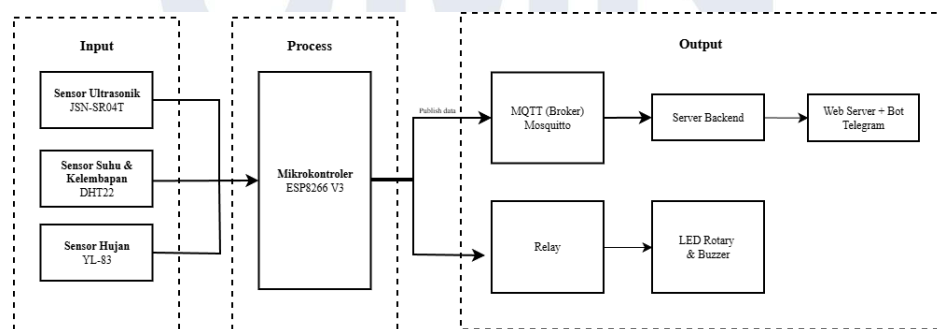 Input
Sensor Ultrasonik
JSN-SR04T
Sensor Suhu &
Kelembapan
DHT22
Sensor Hujan
YL-83
Process
Mikrokontroler
ESP8266 V3
Output
Publish data
MQTT (Broker)
Mosquitto
Server Backend
Web Server + Bot
Telegram
Relay
LED Rotary
& Buzzer